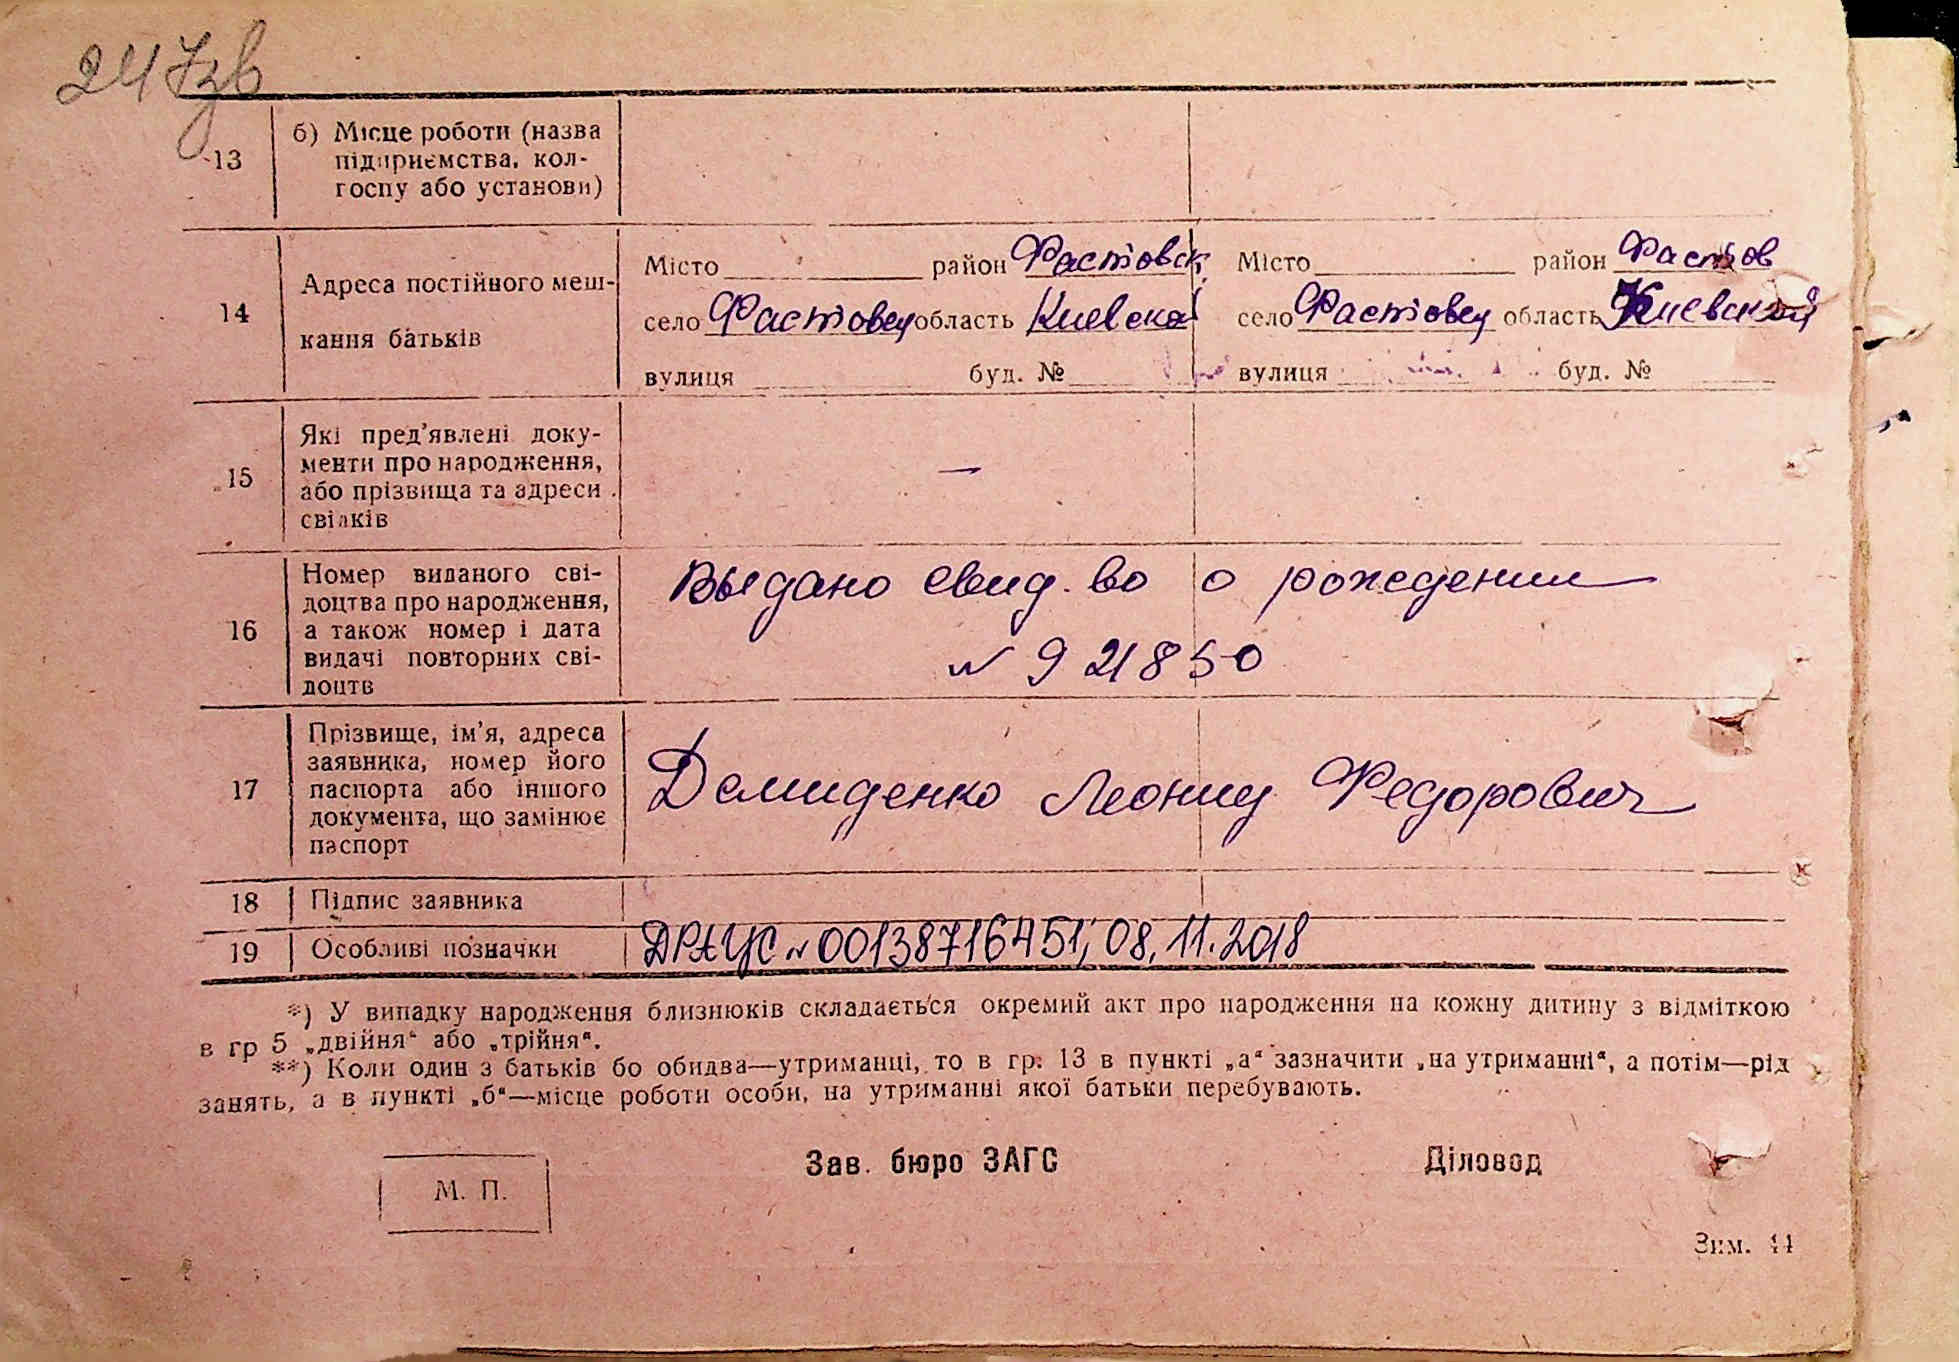 247зв
13 б) Місце роботи (назва
підприємства, кол-
госпу або установи)
14 Адреса постійного меш-
кання батьків
Місто район Фастовск Місто район Фастов
село Фастовец область Киевской село Фастовец область Киевской
вулиця буд. № вулиця буд. №
15 Які пред'явлені доку-
менти про народження,
або прізвища та адреси
свідків
—
16 Номер виданого сві-
доцтва про народження,
а також номер і дата
видачі повторних сві-
доцтв
Выдано свид-во о рождении
№ 921850
17 Прізвище, ім'я, адреса
заявника, номер його
паспорта або іншого
документа, що замінює
паспорт
Демиденко Леонид Федорович
18 Підпис заявника
19 Особливі позначки ДРАЦС № 00138716451; 08.11.2018
*) У випадку народження близнюків складається окремий акт про народження на кожну дитину з відміткою
в гр 5 „двійня“ або „трійня“.
**) Коли один з батьків бо обидва—утриманці, то в гр. 13 в пункті „а“ зазначити „на утриманні“, а потім—рід
занять, а в пункті „б“—місце роботи особи, на утриманні якої батьки перебувають.
Зав. бюро ЗАГС Діловод
М. П.